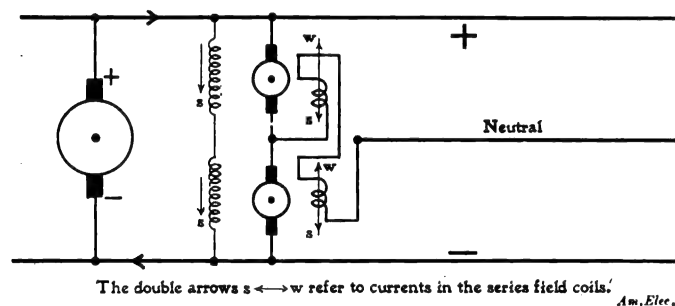 +
−
s
s
w
s
w
s
+
Neutral
−
The double arrows s ⟷ w refer to currents in the series field coils.
Am. Elec.